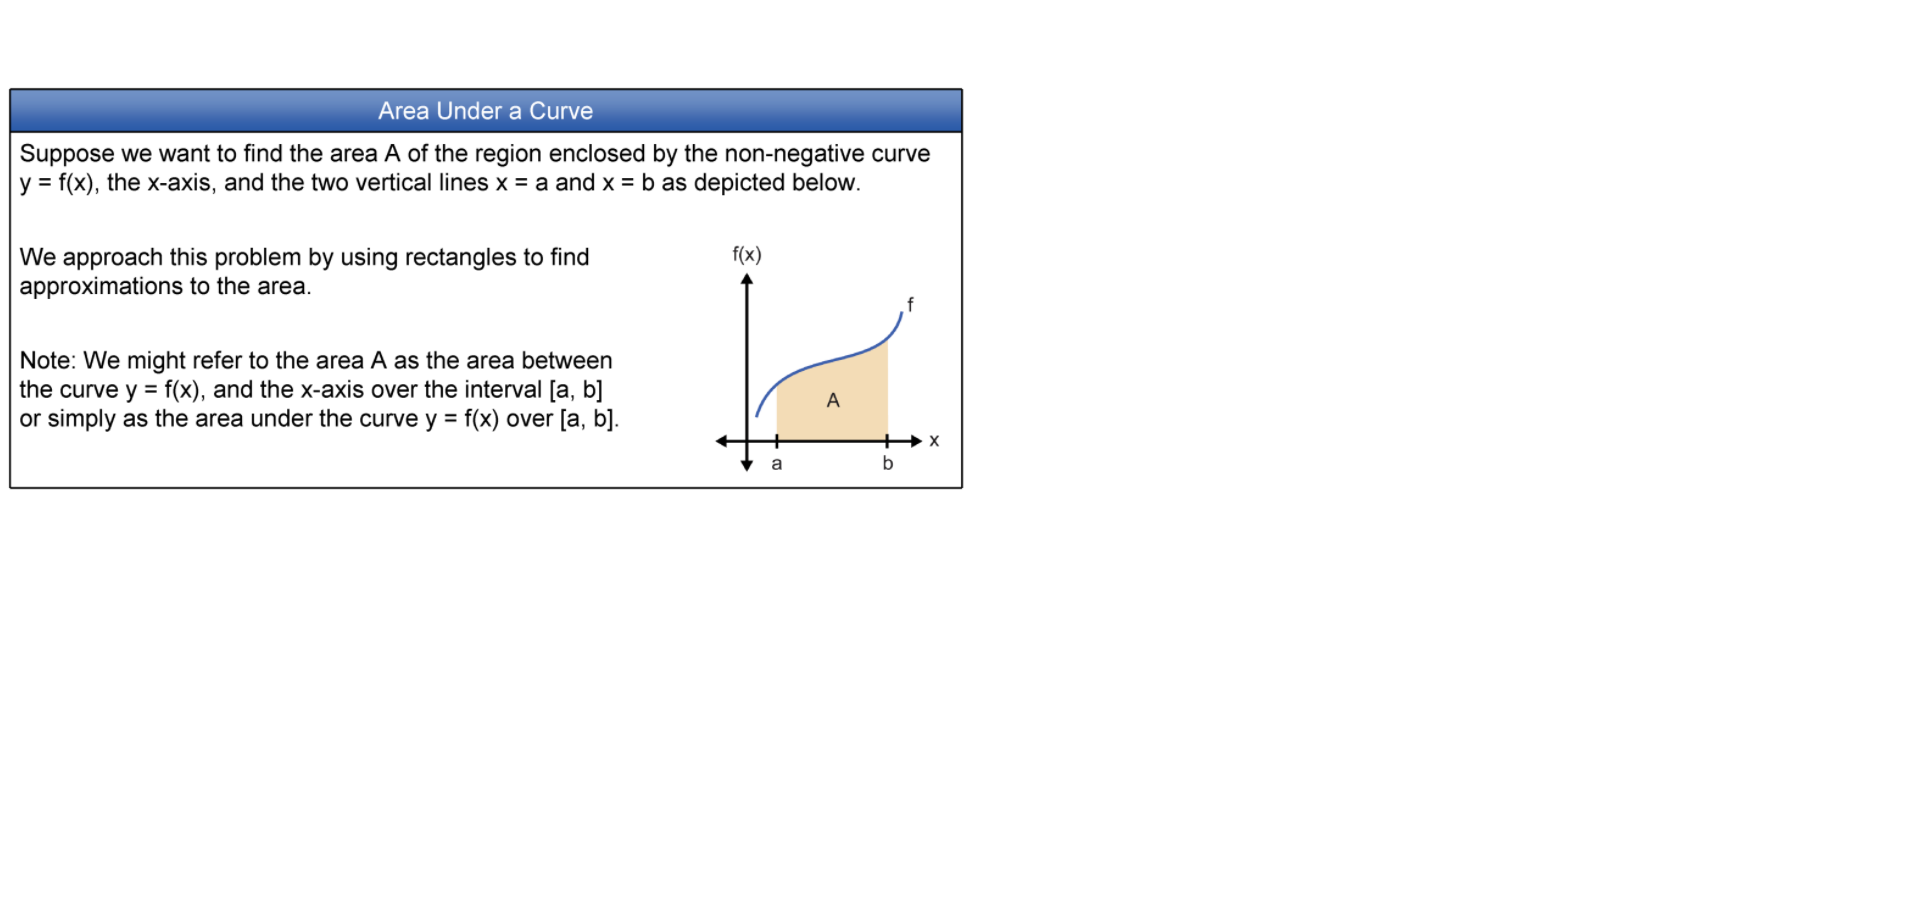 Area Under a Curve
Suppose we want to find the area A of the region enclosed by the non-negative curve
y = f(x), the x-axis, and the two vertical lines x = a and x = b as depicted below.
We approach this problem by using rectangles to find
approximations to the area.
Note: We might refer to the area A as the area between
the curve y = f(x), and the x-axis over the interval [a, b]
or simply as the area under the curve y = f(x) over [a, b].
f(x)
f
A
x
a
b